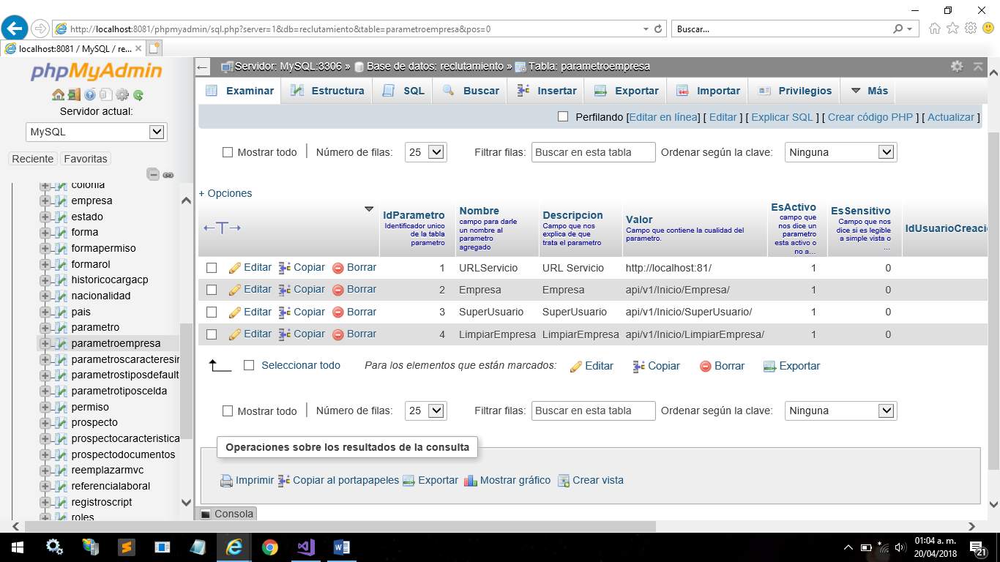 http://localhost:8081/phpmyadmin/sql.php?server=1&db=reclutamiento&table=parametroempresa&pos=0
Buscar...
localhost:8081 / MySQL / re...
phpMyAdmin
Servidor actual:
MySQL
Reciente
Favoritas
colonia
empresa
estado
forma
formapermiso
formarol
historicocargacp
nacionalidad
pais
parametro
parametroempresa
parametroscaracteresin
parametrostiposdefault
parametrotiposcelda
permiso
prospecto
prospectocaracteristica
prospectodocumentos
reemplazarmvc
referencialaboral
registroscript
roles
Servidor: MySQL:3306 » Base de datos: reclutamiento » Tabla: parametroempresa
Examinar Estructura SQL Buscar Insertar Exportar Importar Privilegios Más
Perfilando [Editar en línea] [ Editar ] [ Explicar SQL ] [ Crear código PHP ] [ Actualizar ]
Mostrar todo Número de filas: 25 Filtrar filas: Buscar en esta tabla Ordenar según la clave: Ninguna
+ Opciones
←T→
IdParametro
Identificador unico
de la tabla
parametro
Nombre
campo para darle
un nombre al
parametro
agregado
Descripcion
Campo que nos
explica de que
trata el parametro
Valor
Campo que contiene la cualidad del
parametro.
EsActivo
campo que
nos dice un
parametro
esta activo o
no a...
EsSensitivo
Campo que nos
dice si es legible
a simple vista o
...
IdUsuarioCreaci
Editar Copiar Borrar 1 URLServicio URL Servicio http://localhost:81/ 1 0
Editar Copiar Borrar 2 Empresa Empresa api/v1/Inicio/Empresa/ 1 0
Editar Copiar Borrar 3 SuperUsuario SuperUsuario api/v1/Inicio/SuperUsuario/ 1 0
Editar Copiar Borrar 4 LimpiarEmpresa LimpiarEmpresa api/v1/Inicio/LimpiarEmpresa/ 1 0
Seleccionar todo Para los elementos que están marcados: Editar Copiar Borrar Exportar
Mostrar todo Número de filas: 25 Filtrar filas: Buscar en esta tabla Ordenar según la clave: Ninguna
Operaciones sobre los resultados de la consulta
Imprimir Copiar al portapapeles Exportar Mostrar gráfico Crear vista
Consola
01:04 a. m.
20/04/2018
21